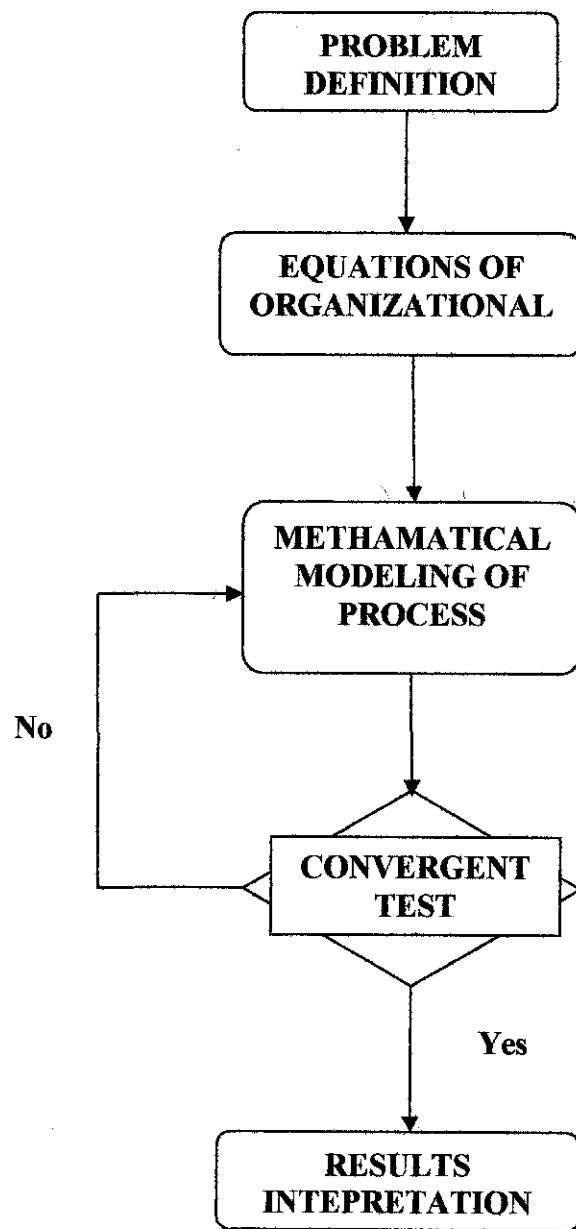 PROBLEM
DEFINITION
EQUATIONS OF
ORGANIZATIONAL
METHAMATICAL
MODELING OF
PROCESS
No
CONVERGENT
TEST
Yes
RESULTS
INTEPRETATION